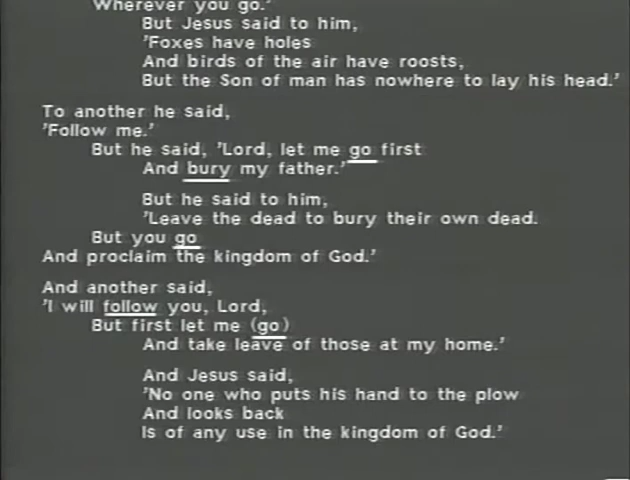 Wherever you go.'
But Jesus said to him,
'Foxes have holes
And birds of the air have roosts,
But the Son of man has nowhere to lay his head.'
To another he said,
'Follow me.'
But he said, 'Lord, let me go first
And bury my father.'
But he said to him,
'Leave the dead to bury their own dead.
But you go
And proclaim the kingdom of God.'
And another said,
'I will follow you, Lord,
But first let me (go)
And take leave of those at my home.'
And Jesus said,
'No one who puts his hand to the plow
And looks back
Is of any use in the kingdom of God.'